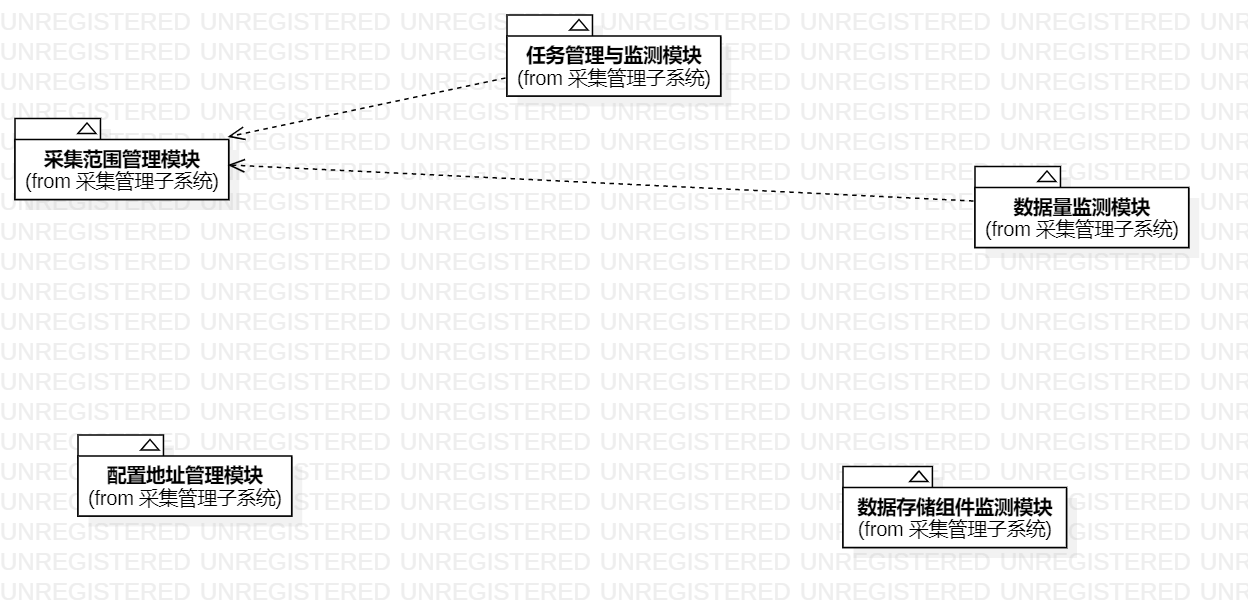 任务管理与监测模块
(from 采集管理子系统)
采集范围管理模块
(from 采集管理子系统)
数据量监测模块
(from 采集管理子系统)
配置地址管理模块
(from 采集管理子系统)
数据存储组件监测模块
(from 采集管理子系统)
UNREGISTERED